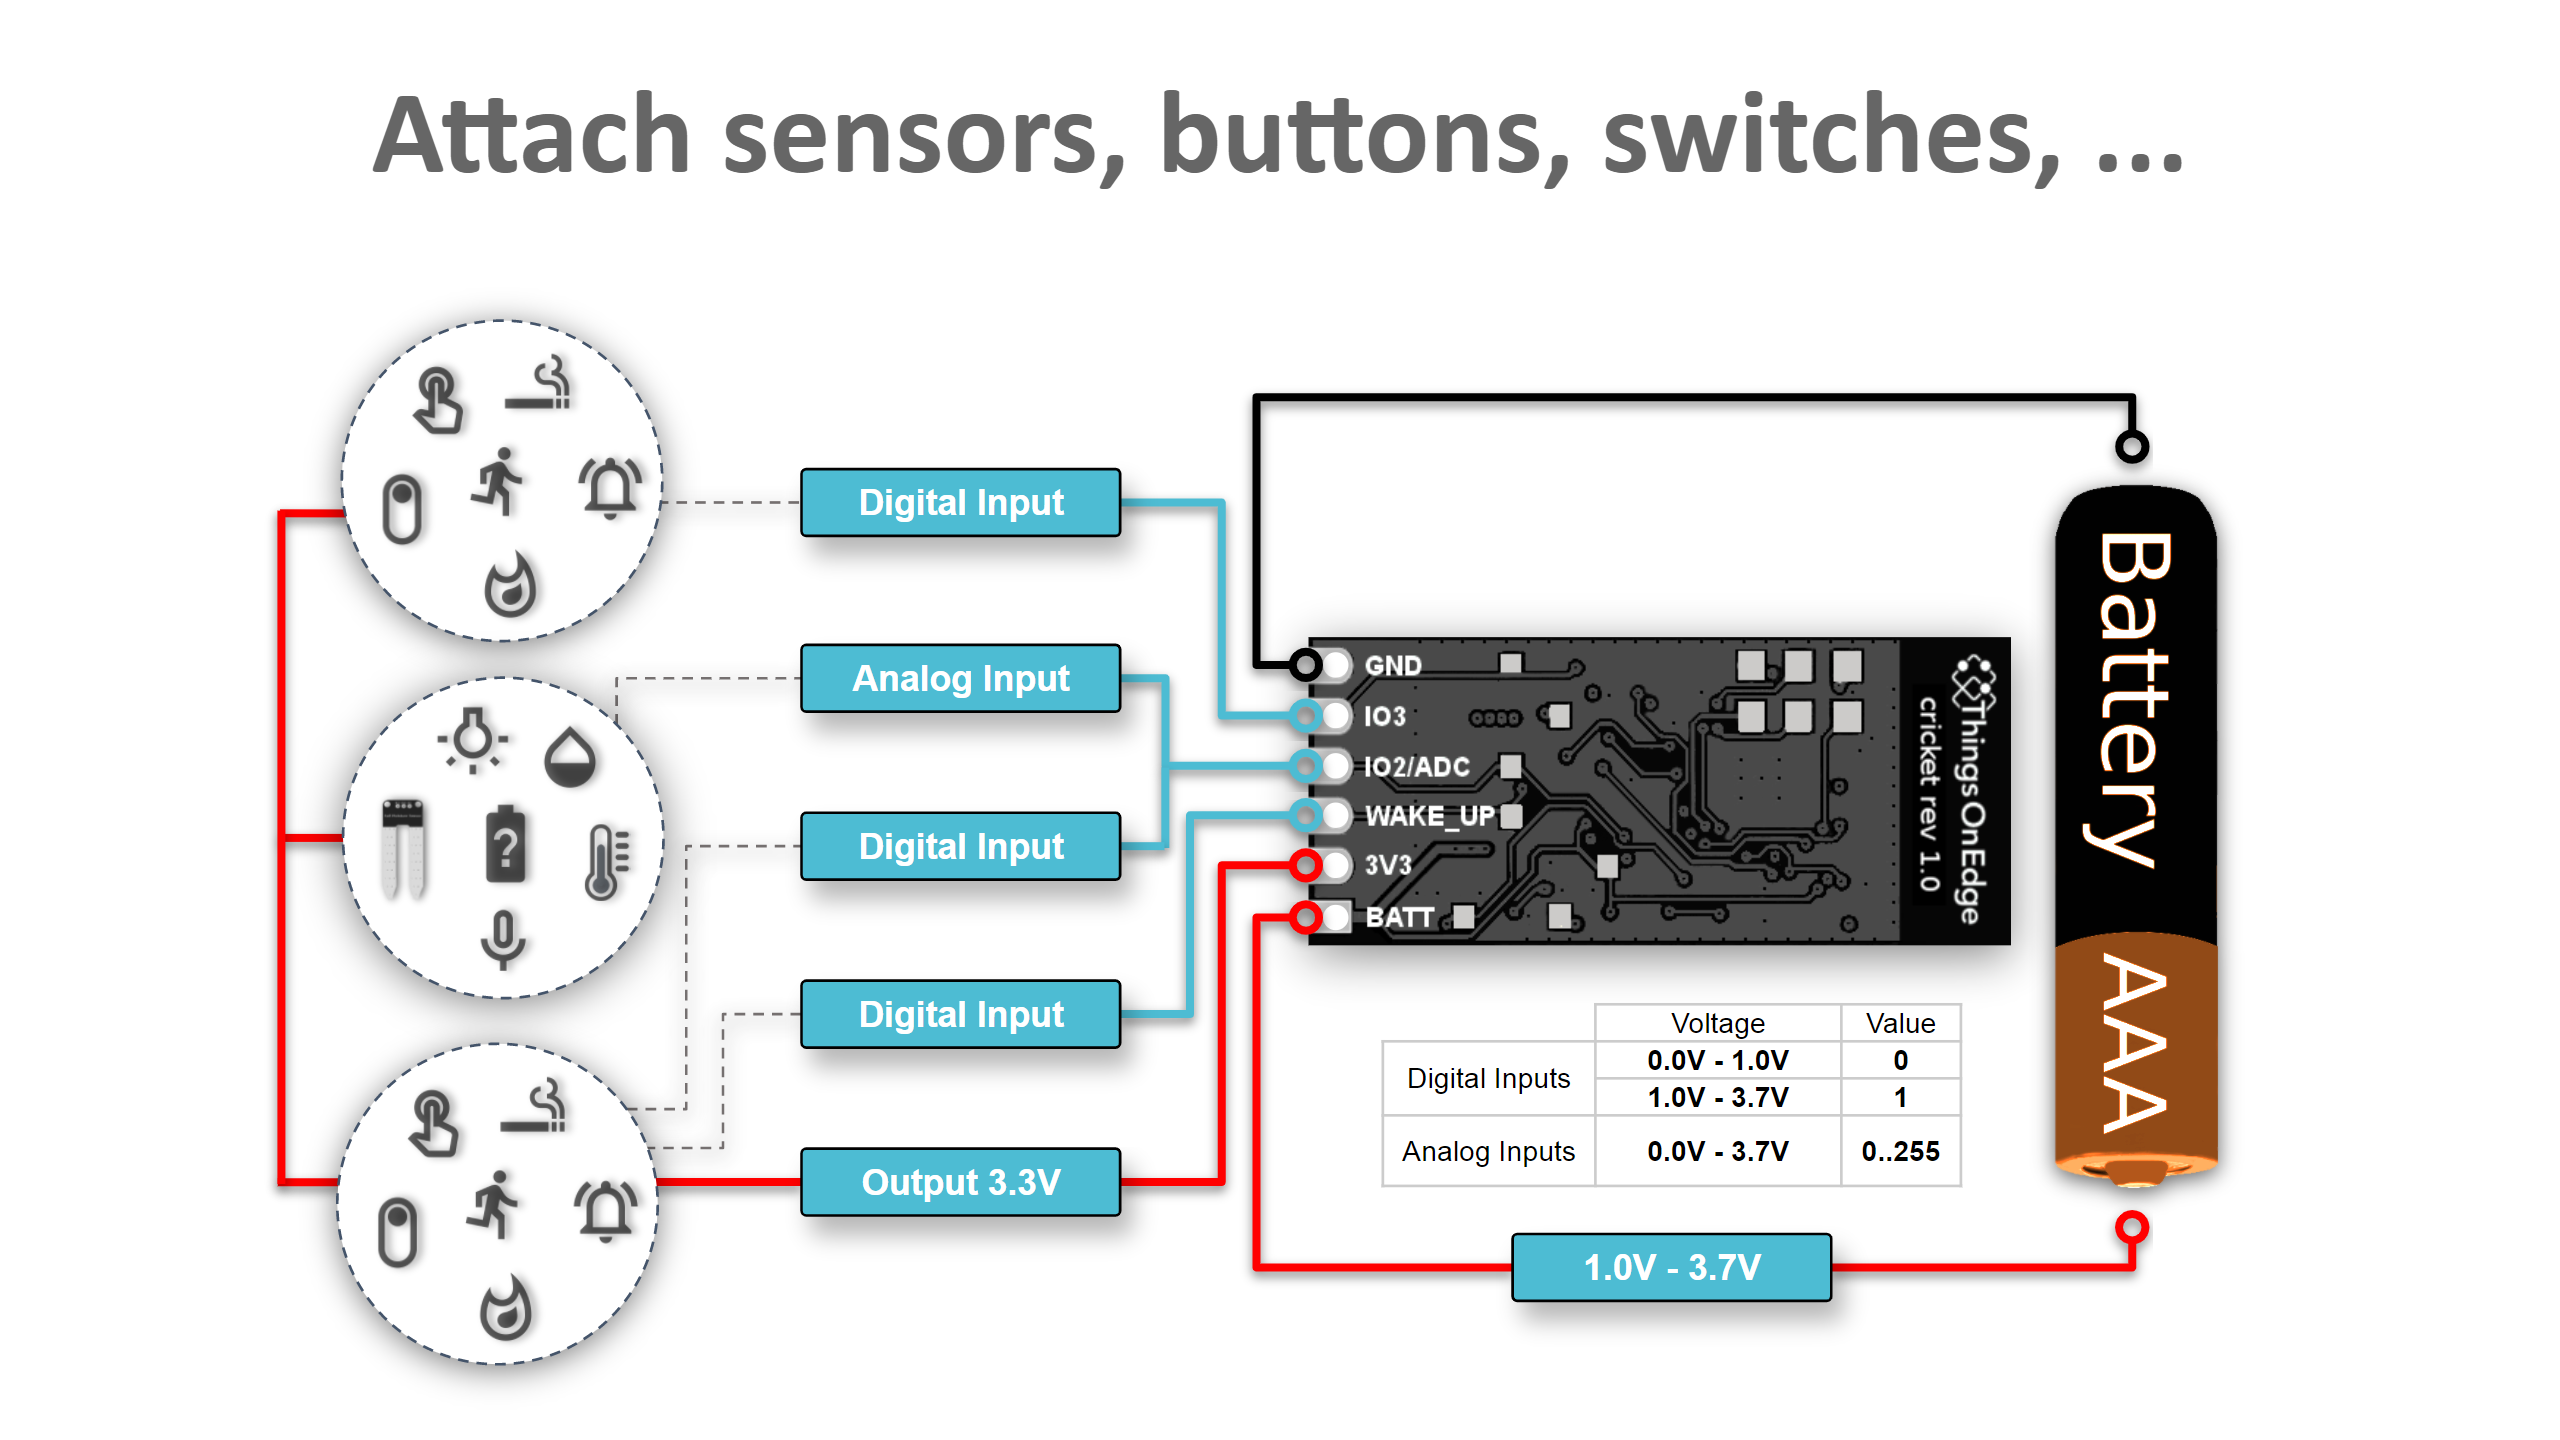 Attach sensors, buttons, switches, ...
Digital Input
Analog Input
Digital Input
Digital Input
Output 3.3V
GND
IO3
IO2/ADC
WAKE_UP
3V3
BATT
ThingsOnEdge
cricket rev 1.0
Battery
AAA
?
Voltage Value
Digital Inputs
0.0V - 1.0V 0
1.0V - 3.7V 1
Analog Inputs 0.0V - 3.7V 0..255
1.0V - 3.7V